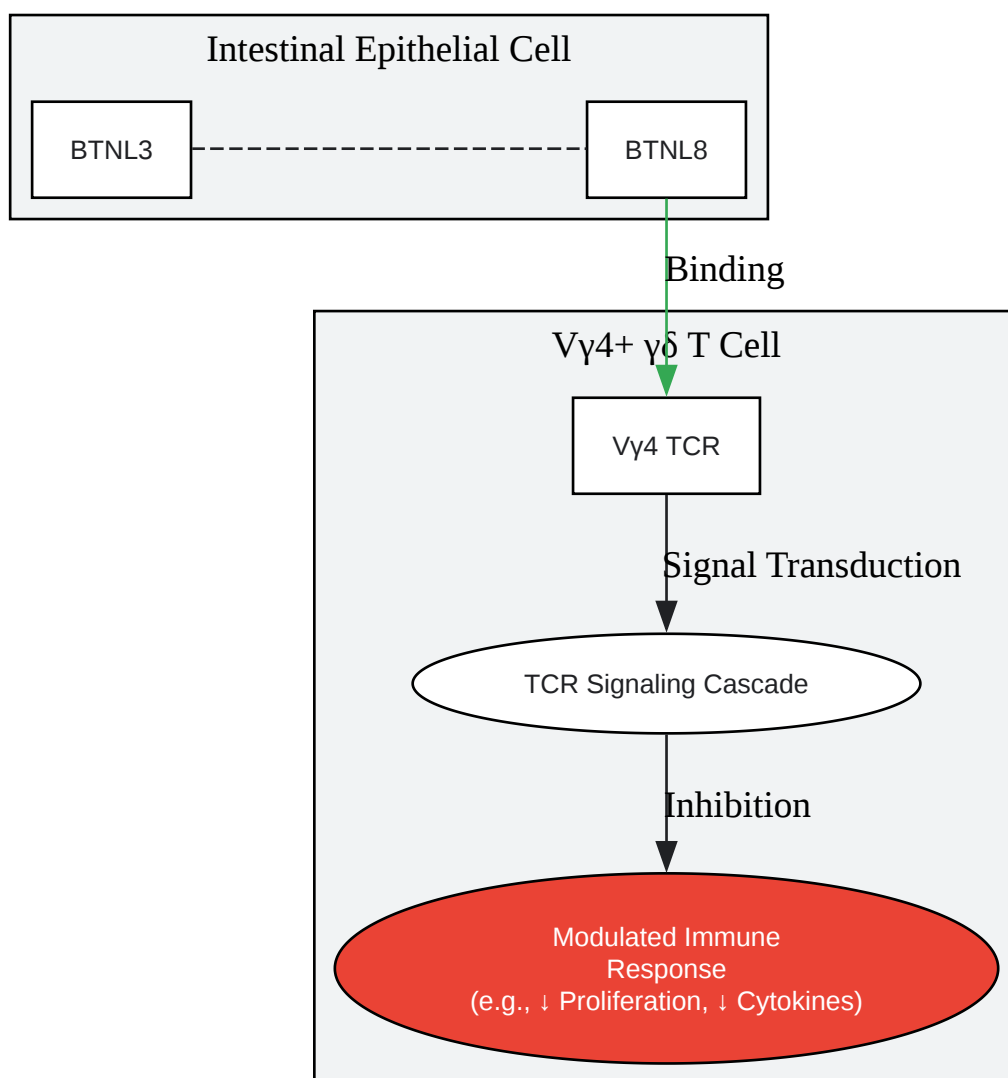 Intestinal Epithelial Cell
BTNL3
BTNL8
Binding
Vγ4+ γδ T Cell
Vγ4 TCR
Signal Transduction
TCR Signaling Cascade
Inhibition
Modulated Immune
Response
(e.g., ↓ Proliferation, ↓ Cytokines)